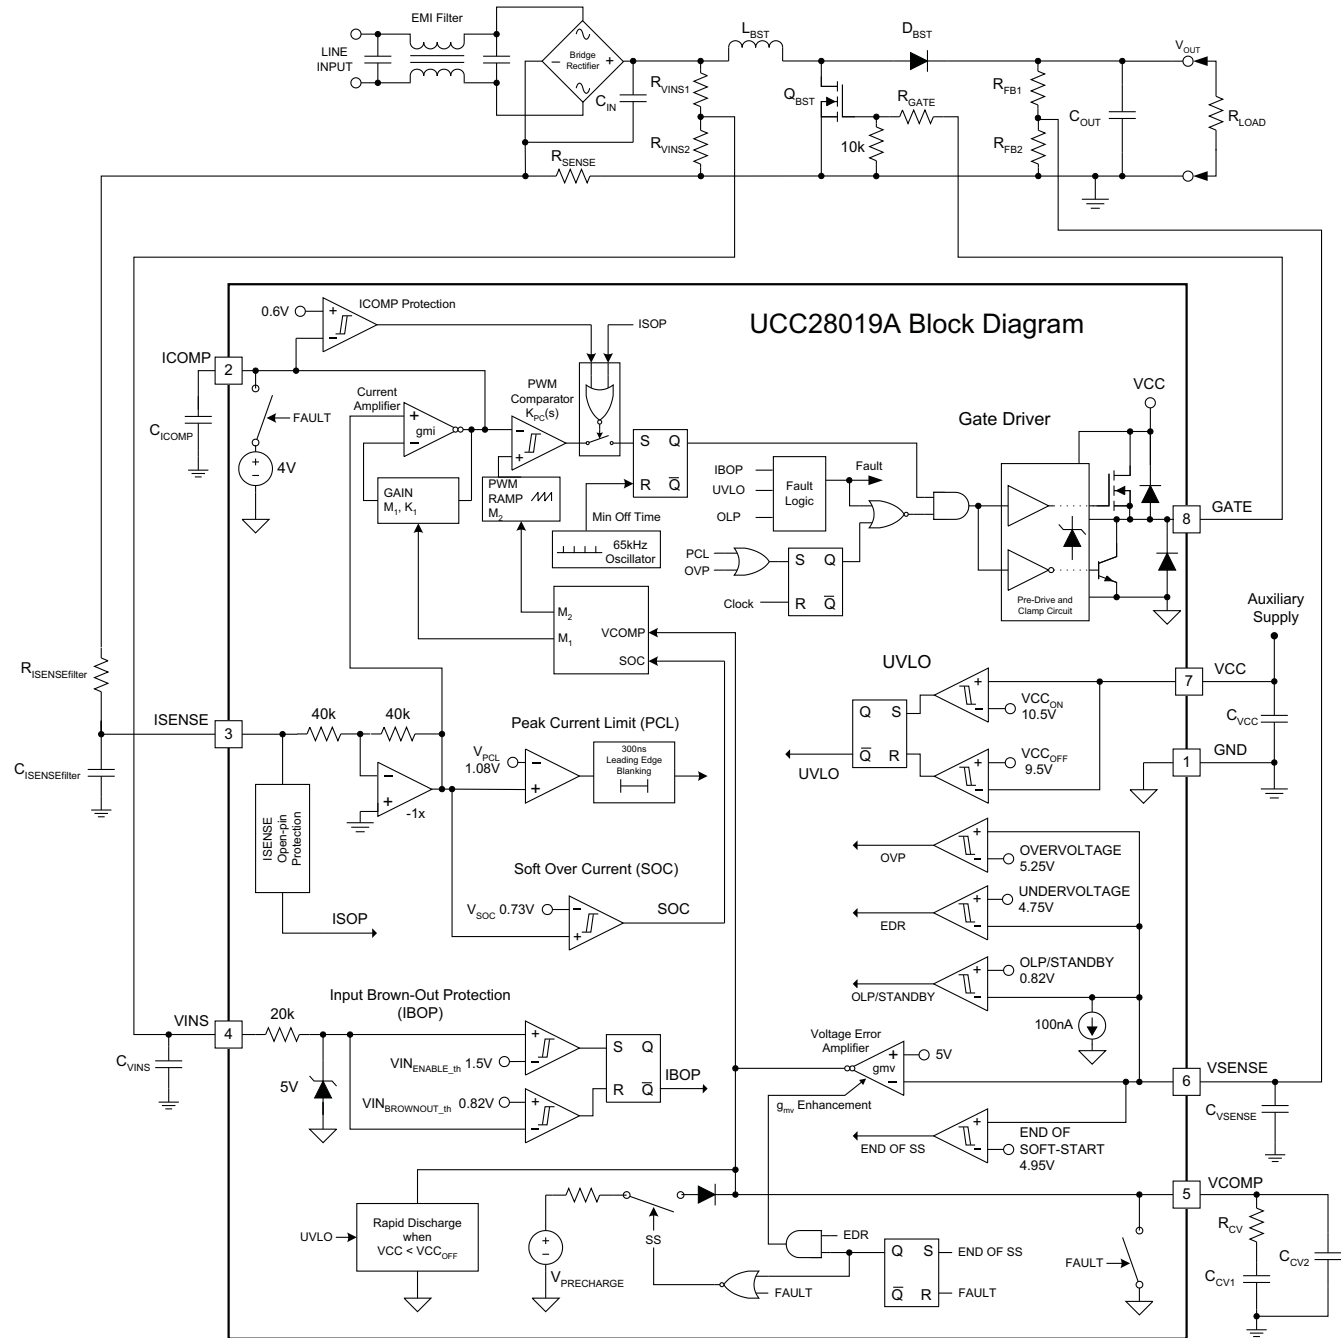 EMI Filter
LINE
INPUT
Bridge
Rectifier
− +
C_IN
R_VINS1
R_VINS2
L_BST
D_BST
Q_BST
R_GATE
10k
R_FB1
R_FB2
C_OUT
V_OUT
R_LOAD
R_SENSE
UCC28019A Block Diagram
0.6V
+
−
ICOMP Protection
ISOP
ICOMP
2
C_ICOMP
FAULT
+
−
4V
Current
Amplifier
+
gmi
−
GAIN
M1, K1
PWM
Comparator
K_PC(s)
−
+
PWM
RAMP
M2
S Q
R Q̅
Min Off Time
65kHz
Oscillator
IBOP
UVLO
OLP
Fault
Logic
Fault
PCL
OVP
S Q
R Q̅
Clock
Gate Driver
VCC
Pre-Drive and
Clamp Circuit
8
GATE
M2
M1
VCOMP
SOC
R_ISENSEfilter
ISENSE
3
C_ISENSEfilter
40k
40k
−
+
-1x
ISENSE
Open-pin
Protection
ISOP
Peak Current Limit (PCL)
V_PCL
1.08V
−
+
300ns
Leading Edge
Blanking
Soft Over Current (SOC)
V_SOC 0.73V
−
+
SOC
UVLO
Q S
Q̅ R
UVLO
+
−
VCC_ON
10.5V
+
−
VCC_OFF
9.5V
7
VCC
Auxiliary
Supply
C_VCC
1
GND
OVP
+
−
OVERVOLTAGE
5.25V
EDR
+
−
UNDERVOLTAGE
4.75V
OLP/STANDBY
+
−
OLP/STANDBY
0.82V
100nA
Input Brown-Out Protection
(IBOP)
VINS
4
C_VINS
20k
5V
VIN_ENABLE_th 1.5V
+
−
VIN_BROWNOUT_th 0.82V
+
−
S Q
R Q̅
IBOP
Voltage Error
Amplifier
+
gmv
−
5V
g_mv Enhancement
6
VSENSE
C_VSENSE
END OF SS
+
−
END OF
SOFT-START
4.95V
UVLO
Rapid Discharge
when
VCC < VCC_OFF
+
−
V_PRECHARGE
SS
EDR
FAULT
Q S
Q̅ R
END OF SS
FAULT
FAULT
5
VCOMP
R_CV
C_CV1
C_CV2